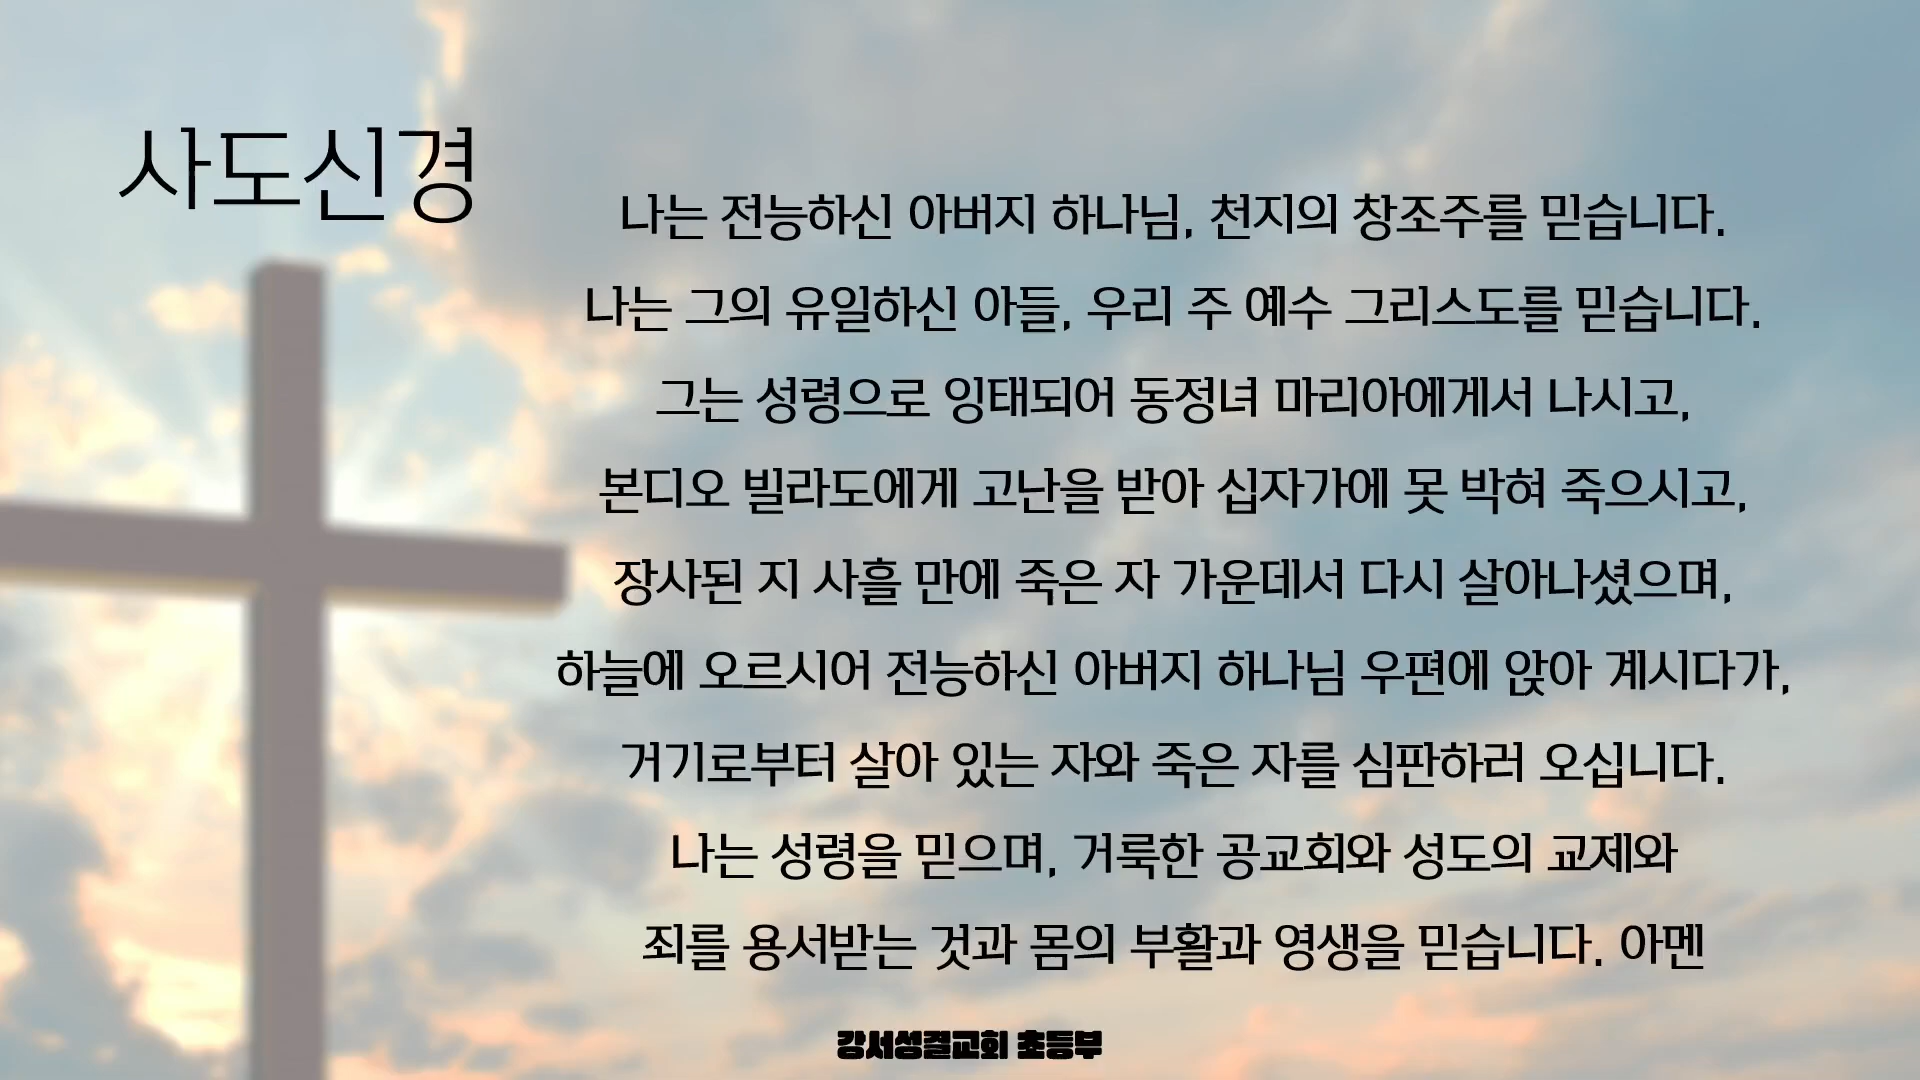 사도신경
나는 전능하신 아버지 하나님, 천지의 창조주를 믿습니다.
나는 그의 유일하신 아들, 우리 주 예수 그리스도를 믿습니다.
그는 성령으로 잉태되어 동정녀 마리아에게서 나시고,
본디오 빌라도에게 고난을 받아 십자가에 못 박혀 죽으시고,
장사된 지 사흘 만에 죽은 자 가운데서 다시 살아나셨으며,
하늘에 오르시어 전능하신 아버지 하나님 우편에 앉아 계시다가,
거기로부터 살아 있는 자와 죽은 자를 심판하러 오십니다.
나는 성령을 믿으며, 거룩한 공교회와 성도의 교제와
죄를 용서받는 것과 몸의 부활과 영생을 믿습니다. 아멘
강서성결교회 초등부